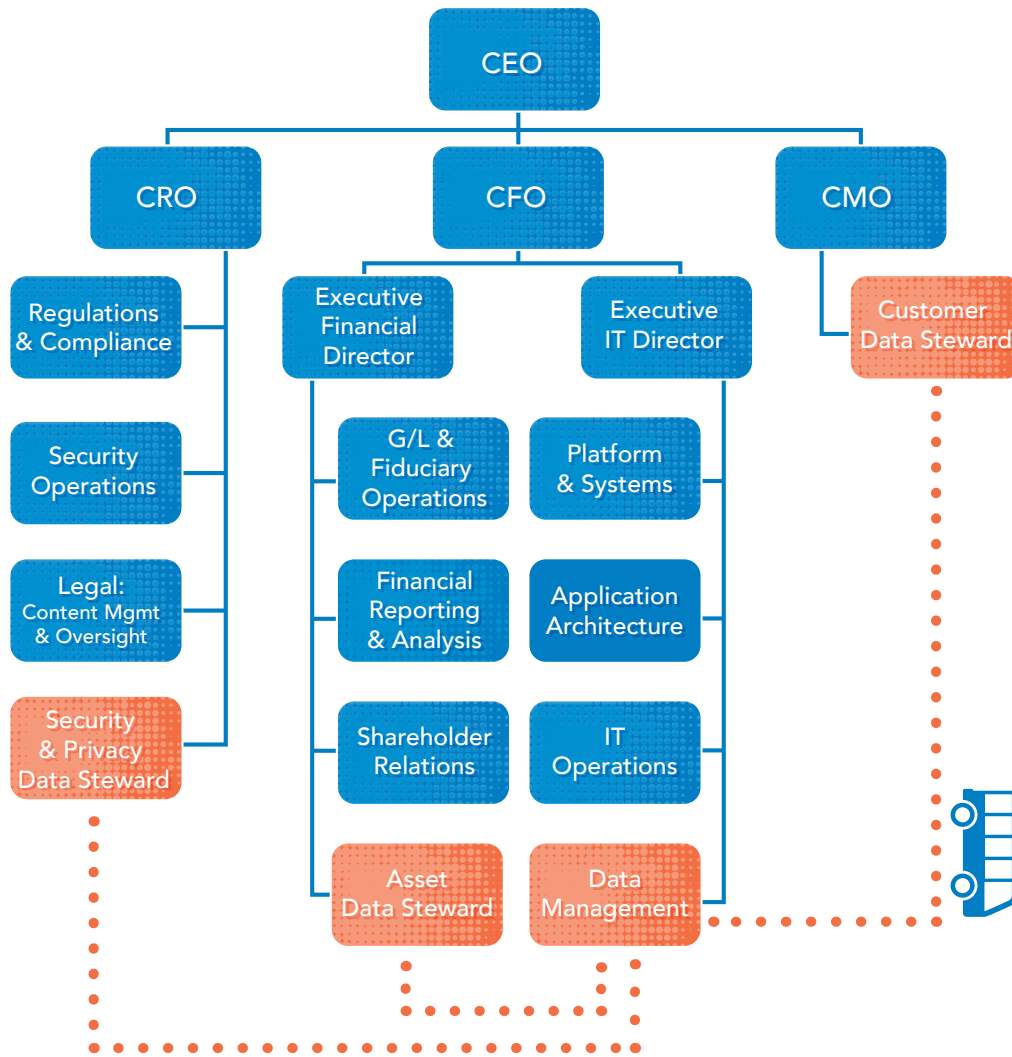 CEO
CRO
CFO
CMO
Regulations
& Compliance
Executive
Financial
Director
Executive
IT Director
Customer
Data Steward
Security
Operations
G/L &
Fiduciary
Operations
Platform
& Systems
Legal:
Content Mgmt
& Oversight
Financial
Reporting
& Analysis
Application
Architecture
Security
& Privacy
Data Steward
Shareholder
Relations
IT
Operations
Asset
Data Steward
Data
Management